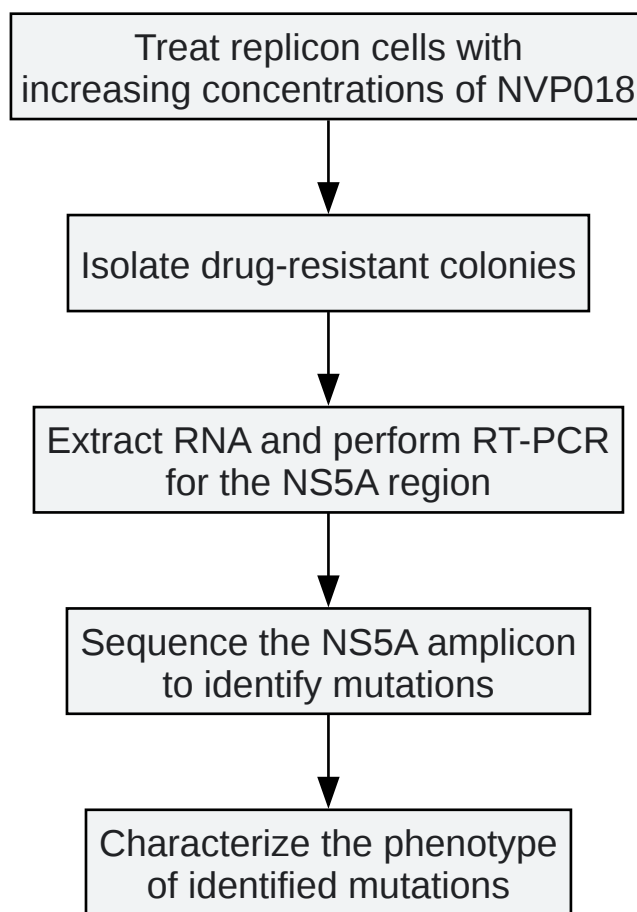 Treat replicon cells with
increasing concentrations of NVP018
Isolate drug-resistant colonies
Extract RNA and perform RT-PCR
for the NS5A region
Sequence the NS5A amplicon
to identify mutations
Characterize the phenotype
of identified mutations